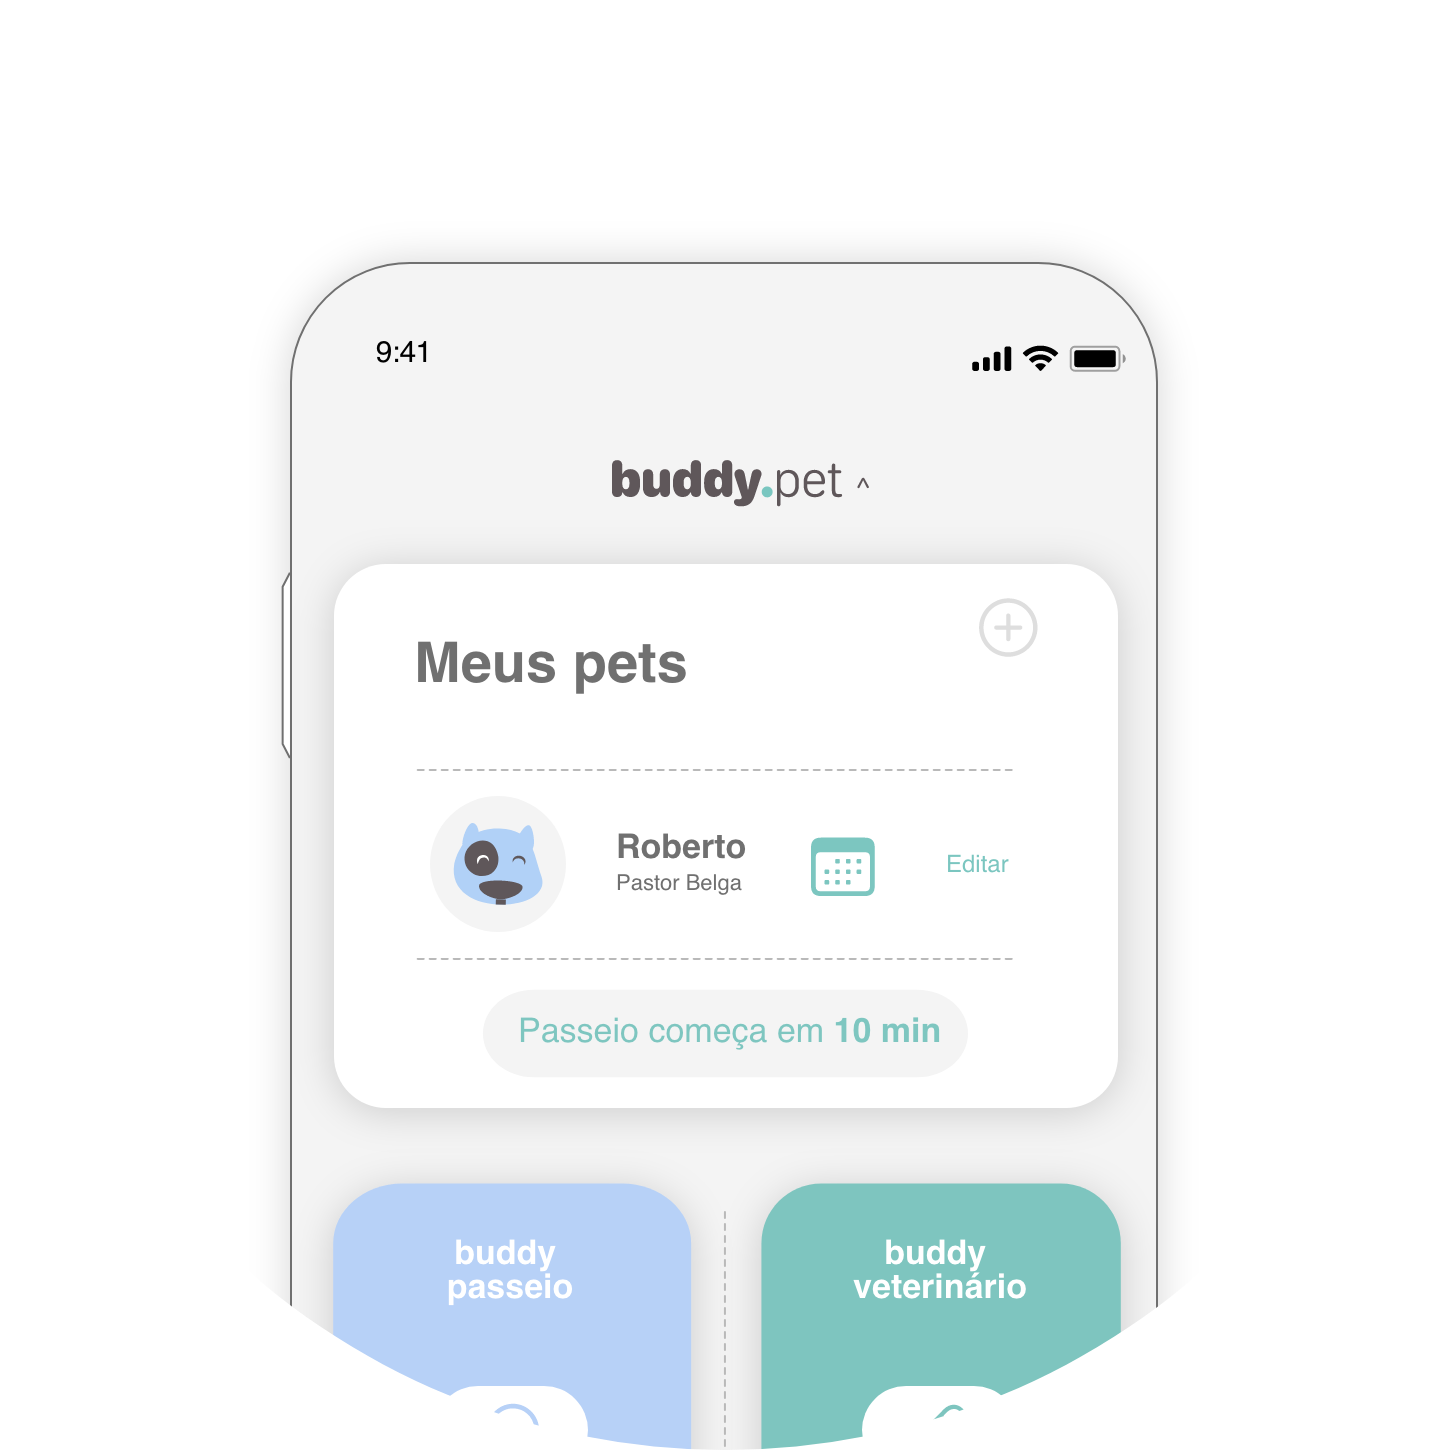 9:41
buddy.pet ^
Meus pets
Roberto
Pastor Belga
Editar
Passeio começa em 10 min
buddy
passeio
buddy
veterinário